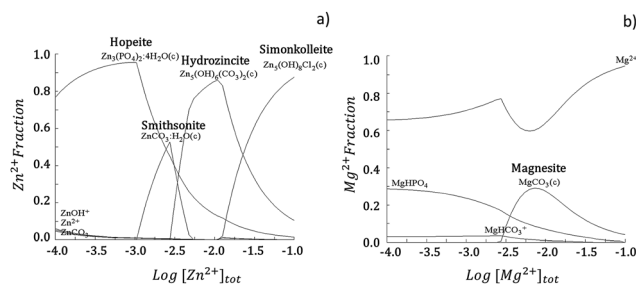 a)
Hopeite
Zn₃(PO₄)₂:4H₂O(c)
Hydrozincite
Zn₅(OH)₆(CO₃)₂(c)
Simonkolleite
Zn₅(OH)₈Cl₂(c)
Smithsonite
ZnCO₃:H₂O(c)
ZnOH⁺
Zn²⁺
ZnCO₃
Zn²⁺Fraction
1.0
0.8
0.6
0.4
0.2
0.0
-4.0 -3.5 -3.0 -2.5 -2.0 -1.5 -1.0
Log [Zn²⁺]tot
b)
Mg²⁺
MgHPO₄
Magnesite
MgCO₃(c)
MgHCO₃⁺
Mg²⁺Fraction
1.0
0.8
0.6
0.4
0.2
0.0
-4.0 -3.5 -3.0 -2.5 -2.0 -1.5 -1.0
Log [Mg²⁺]tot